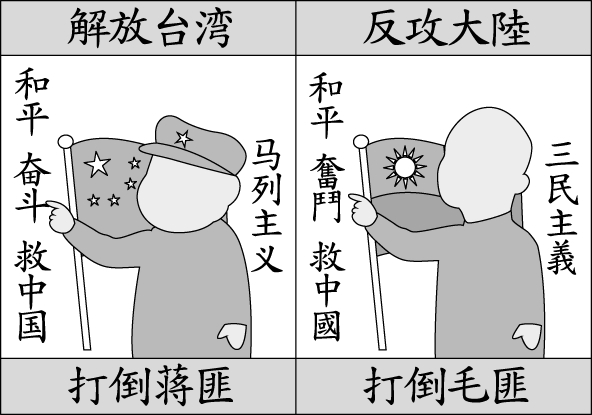 解放台湾
和平 奋斗 救中国
马列主义
打倒蒋匪
反攻大陸
和平 奮鬥 救中國
三民主義
打倒毛匪